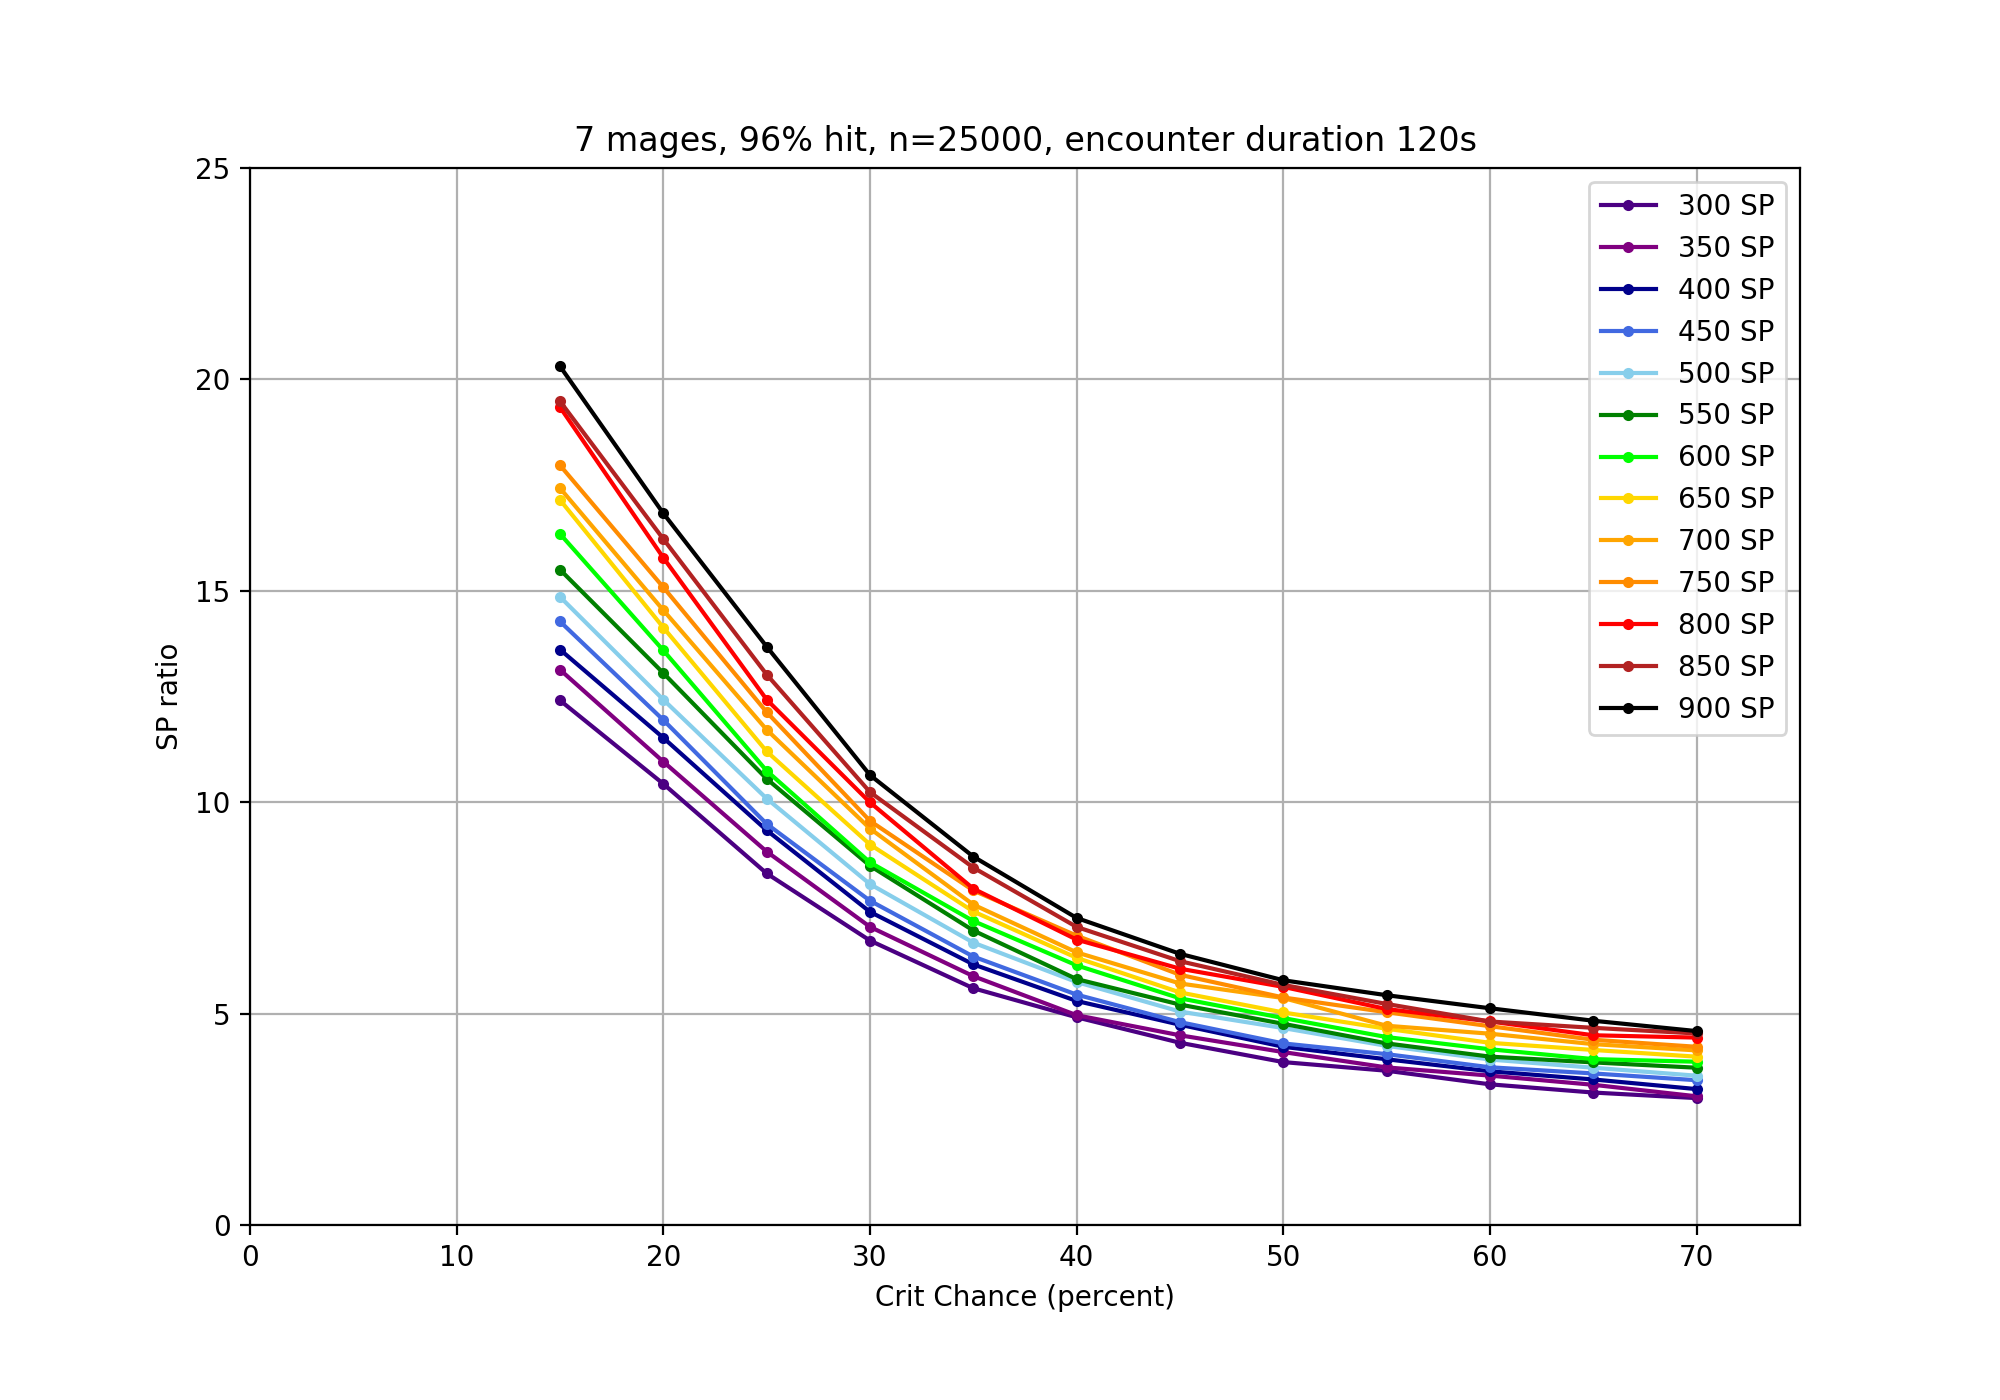 7 mages, 96% hit, n=25000, encounter duration 120s
25
20
15
10
5
0
SP ratio
0 10 20 30 40 50 60 70
Crit Chance (percent)
300 SP
350 SP
400 SP
450 SP
500 SP
550 SP
600 SP
650 SP
700 SP
750 SP
800 SP
850 SP
900 SP